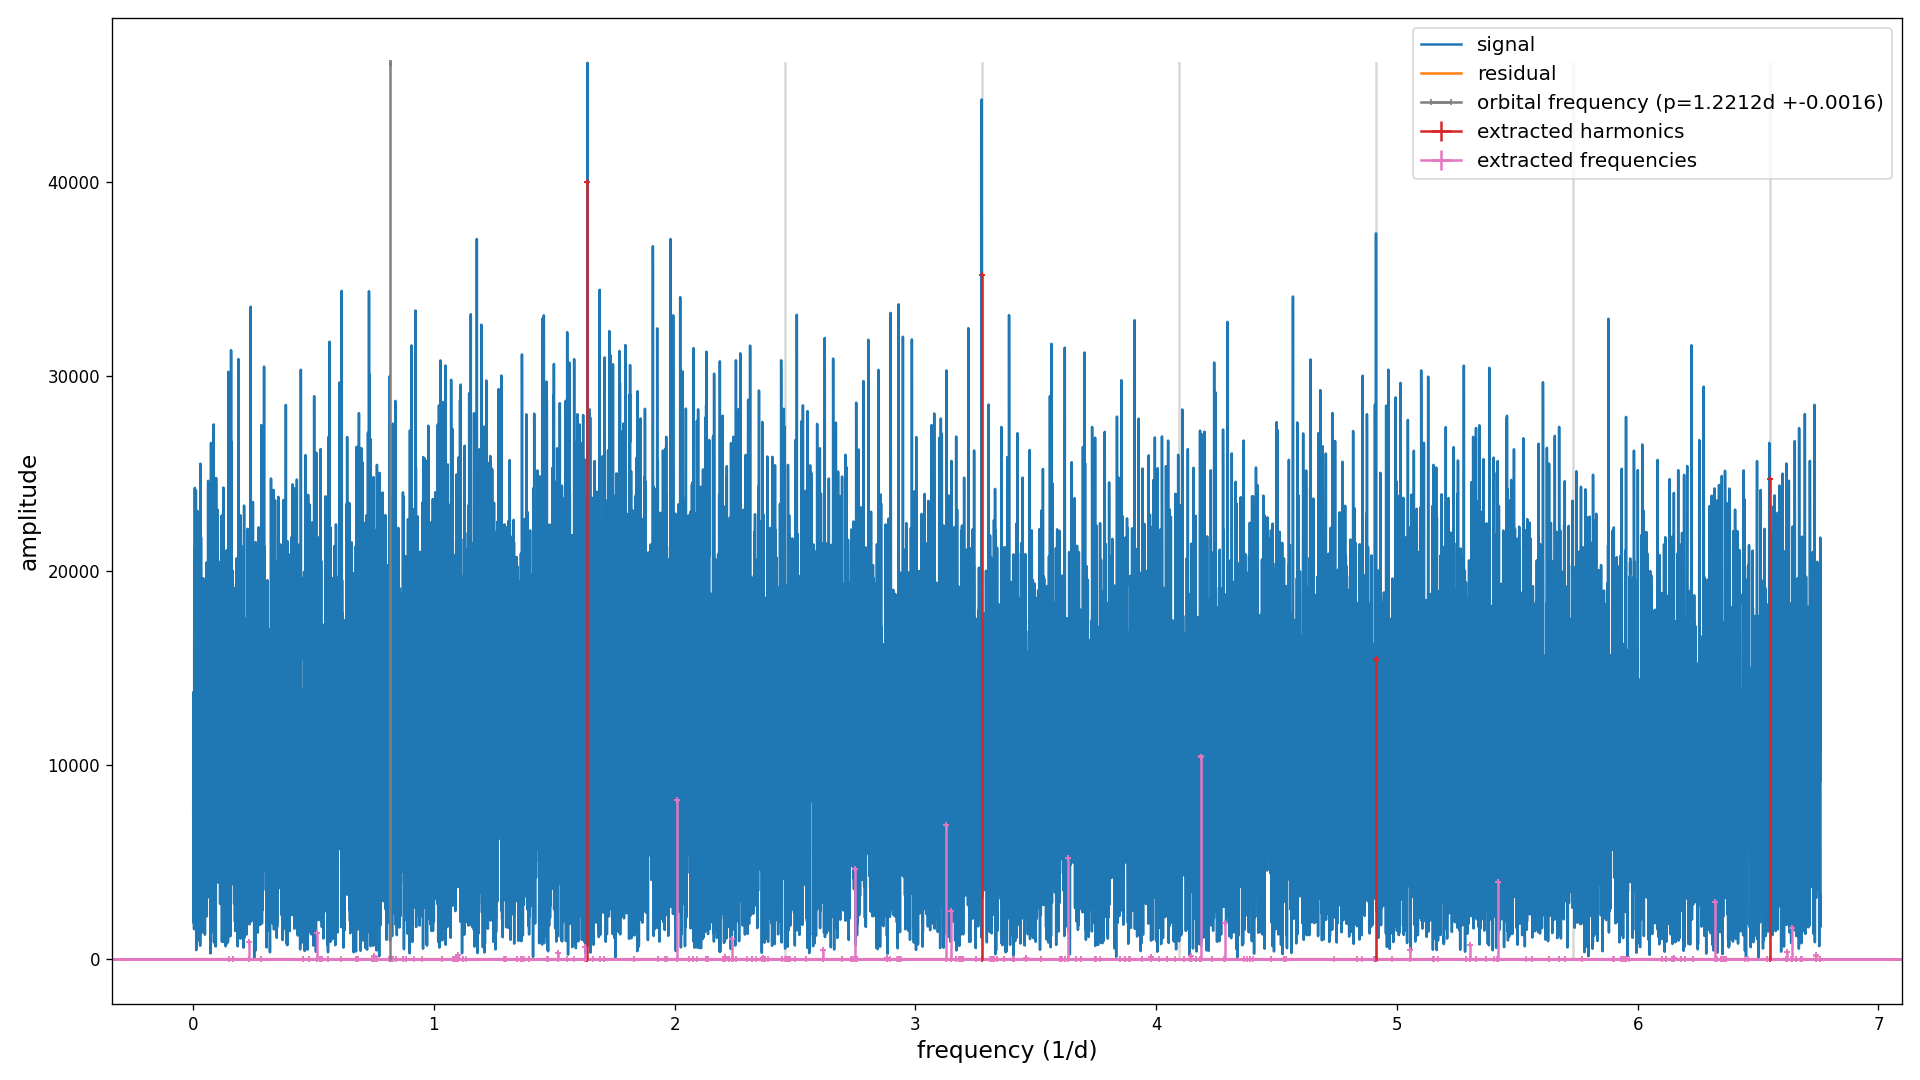 signal
residual
orbital frequency (p=1.2212d +-0.0016)
extracted harmonics
extracted frequencies
amplitude
40000
30000
20000
10000
0
0 1 2 3 4 5 6 7
frequency (1/d)